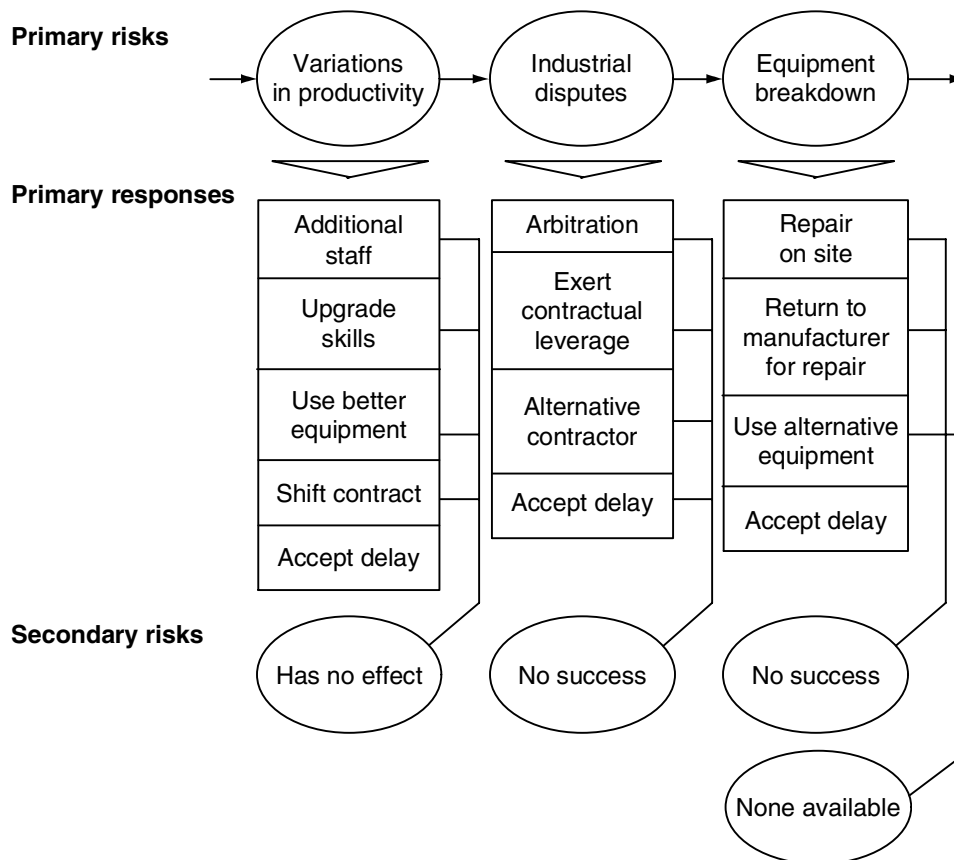 Primary risks
Variations
in productivity
Industrial
disputes
Equipment
breakdown
Primary responses
Additional
staff
Upgrade
skills
Use better
equipment
Shift contract
Accept delay
Arbitration
Exert
contractual
leverage
Alternative
contractor
Accept delay
Repair
on site
Return to
manufacturer
for repair
Use alternative
equipment
Accept delay
Secondary risks
Has no effect
No success
No success
None available